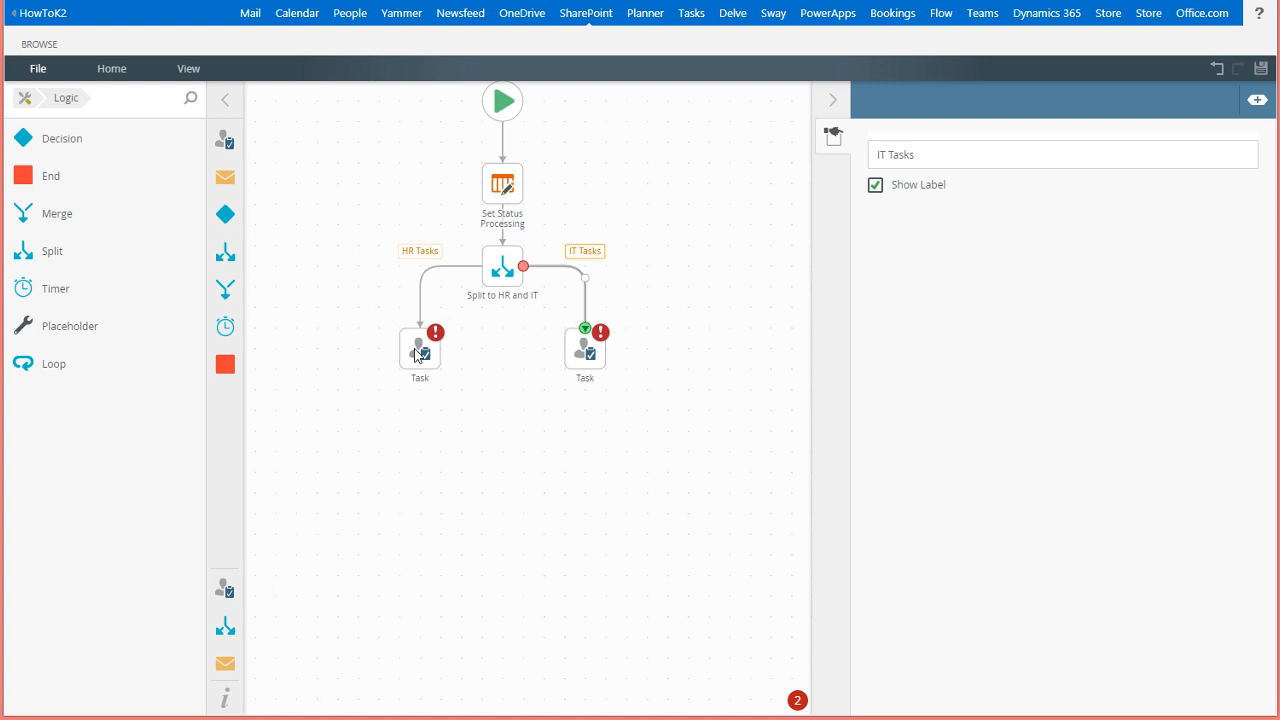 HowToK2
Mail Calendar People Yammer Newsfeed OneDrive SharePoint Planner Tasks Delve Sway PowerApps Bookings Flow Teams Dynamics 365 Store Store Office.com ?
BROWSE
File Home View
Logic
Decision
End
Merge
Split
Timer
Placeholder
Loop
Set Status
Processing
HR Tasks
IT Tasks
Split to HR and IT
!
!
Task
Task
2
IT Tasks
Show Label